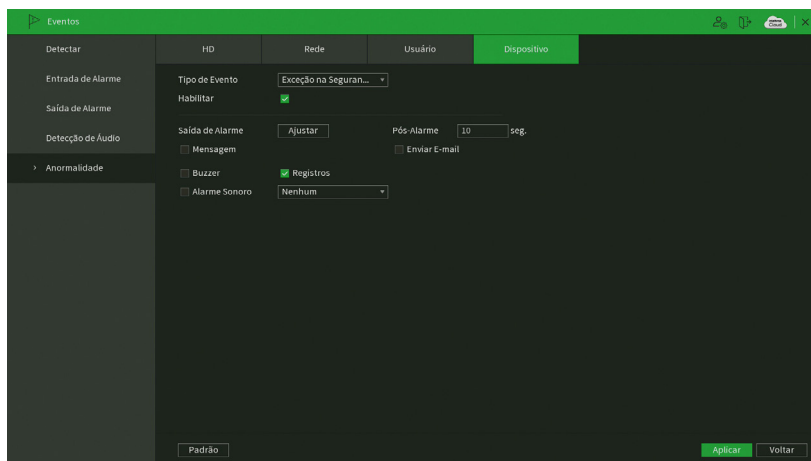 Eventos
Cloud
Detectar
HD
Rede
Usuário
Dispositivo
Entrada de Alarme
Tipo de Evento
Exceção na Seguran...
Habilitar
Saída de Alarme
Detecção de Áudio
Saída de Alarme
Ajustar
Pós-Alarme
10
seg.
Mensagem
Enviar E-mail
Anormalidade
Buzzer
Registros
Alarme Sonoro
Nenhum
Padrão
Aplicar
Voltar